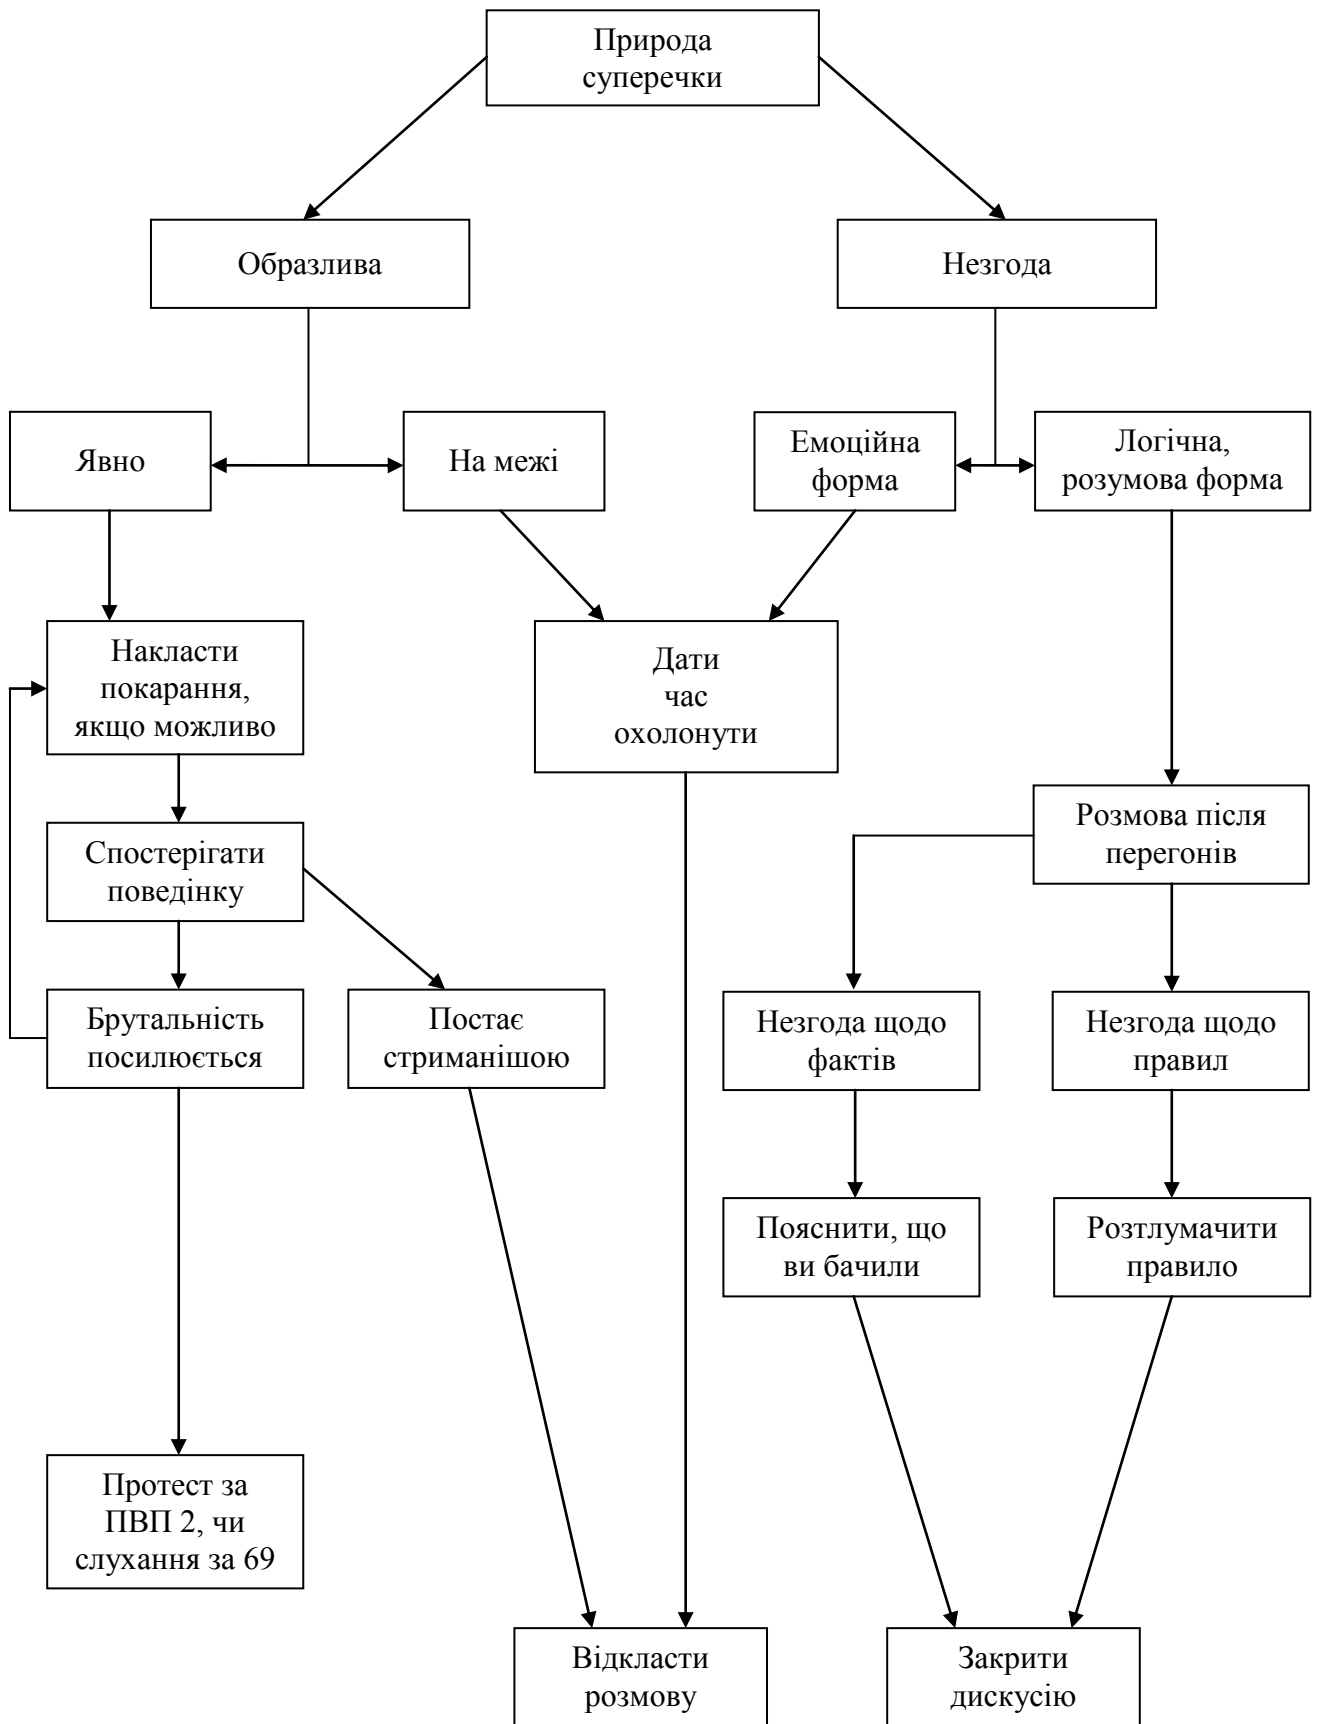 Природа
суперечки
Образлива
Незгода
Явно
На межі
Емоційна
форма
Логічна,
розумова форма
Накласти
покарання,
якщо можливо
Дати
час
охолонути
Розмова після
перегонів
Спостерігати
поведінку
Брутальність
посилюється
Постає
стриманішою
Незгода щодо
фактів
Незгода щодо
правил
Пояснити, що
ви бачили
Розтлумачити
правило
Протест за
ПВП 2, чи
слухання за 69
Відкласти
розмову
Закрити
дискусію